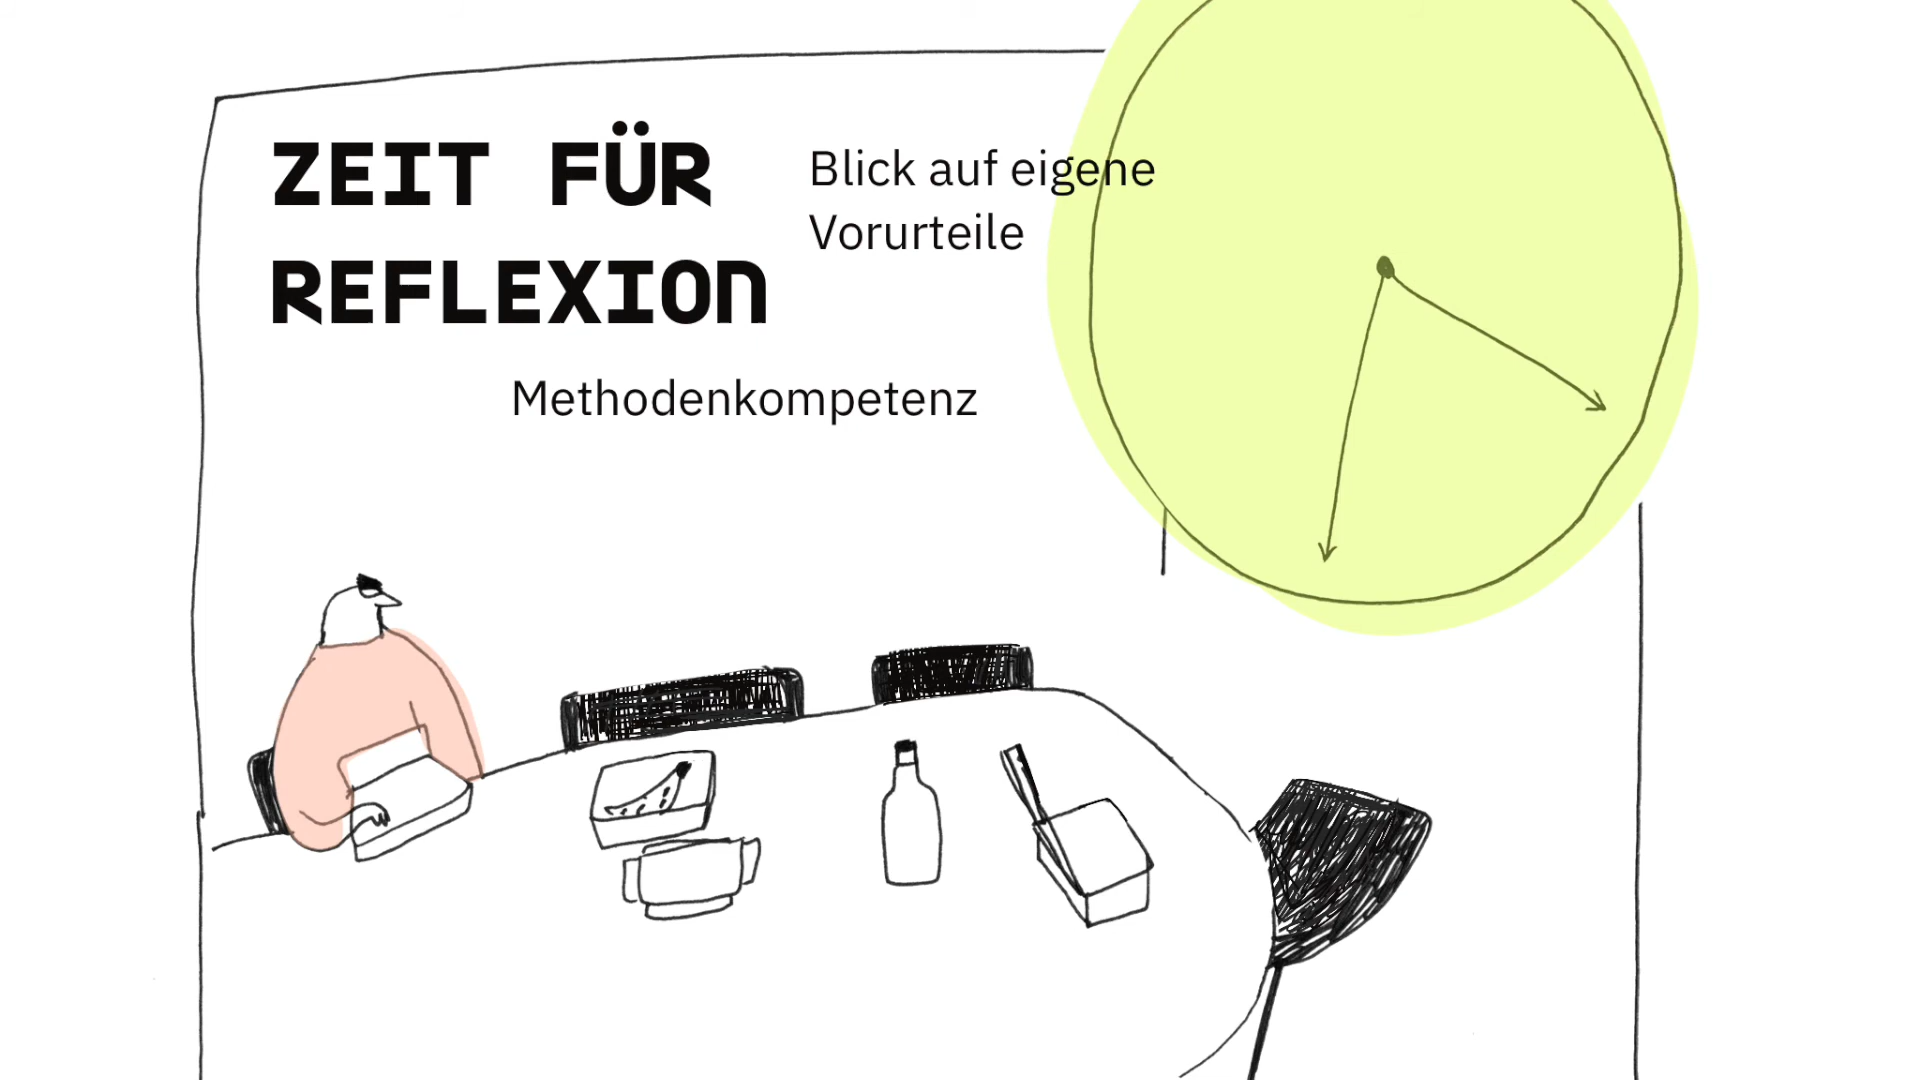 ZEIT FÜR
REFLEXION
Blick auf eigene
Vorurteile
Methodenkompetenz